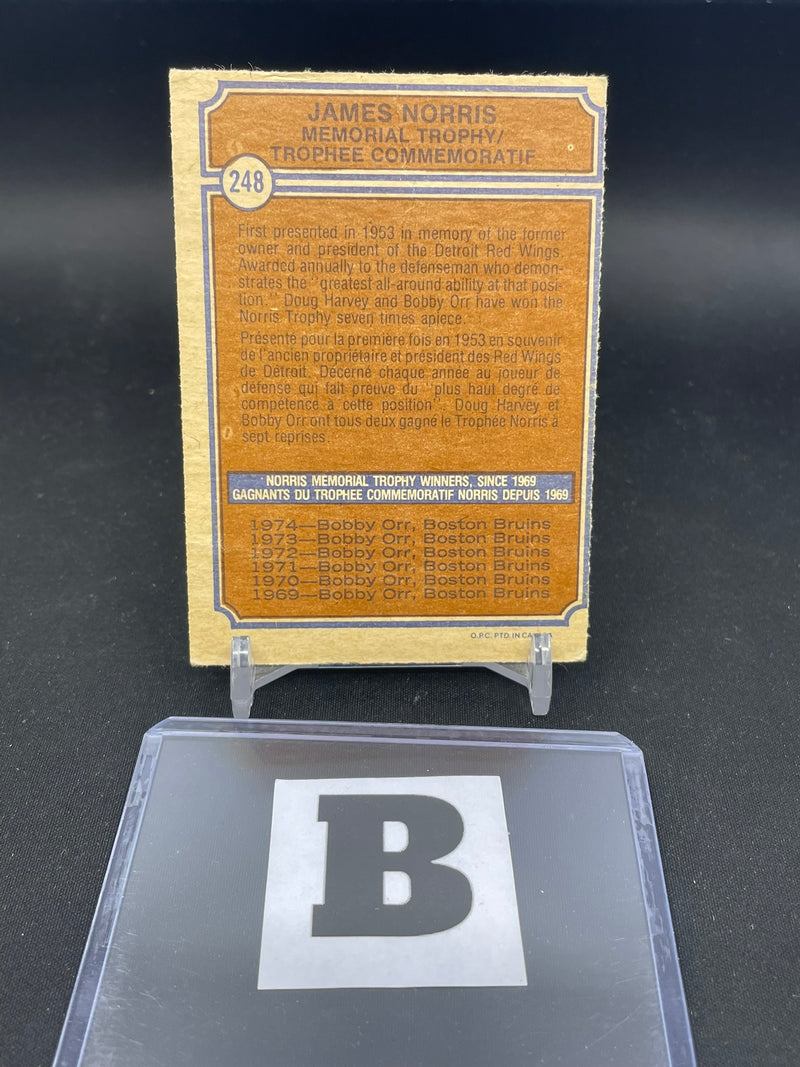 JAMES NORRIS
MEMORIAL TROPHY/
TROPHEE COMMEMORATIF
248
First presented in 1953 in memory of the former
owner and president of the Detroit Red Wings.
Awarded annually to the defenseman who demon-
strates the "greatest all-around ability at that posi-
tion." Doug Harvey and Bobby Orr have won the
Norris Trophy seven times apiece.
Présenté pour la première fois en 1953 en souvenir
de l'ancien propriétaire et président des Red Wings
de Détroit. Décerné chaque année au joueur de
défense qui fait preuve du "plus haut degré de
compétence à cette position". Doug Harvey et
Bobby Orr ont tous deux gagné le Trophée Norris à
sept reprises.
NORRIS MEMORIAL TROPHY WINNERS, SINCE 1969
GAGNANTS DU TROPHEE COMMEMORATIF NORRIS DEPUIS 1969
1974—Bobby Orr, Boston Bruins
1973—Bobby Orr, Boston Bruins
1972—Bobby Orr, Boston Bruins
1971—Bobby Orr, Boston Bruins
1970—Bobby Orr, Boston Bruins
1969—Bobby Orr, Boston Bruins
O.P.C. PTD. IN
B